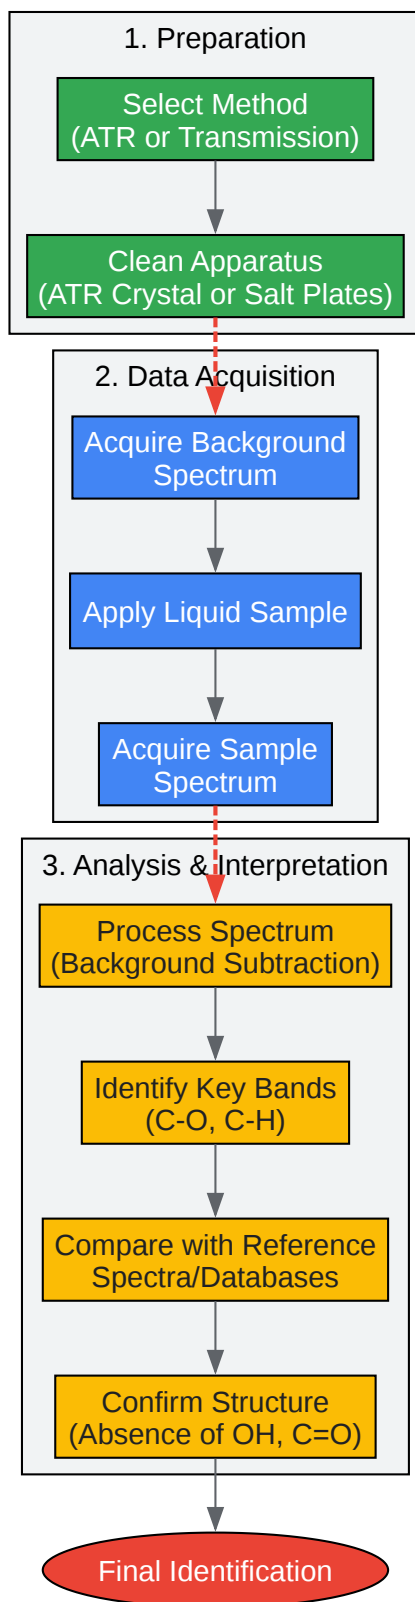 1. Preparation
Select Method
(ATR or Transmission)
Clean Apparatus
(ATR Crystal or Salt Plates)
2. Data Acquisition
Acquire Background
Spectrum
Apply Liquid Sample
Acquire Sample
Spectrum
3. Analysis & Interpretation
Process Spectrum
(Background Subtraction)
Identify Key Bands
(C-O, C-H)
Compare with Reference
Spectra/Databases
Confirm Structure
(Absence of OH, C=O)
Final Identification